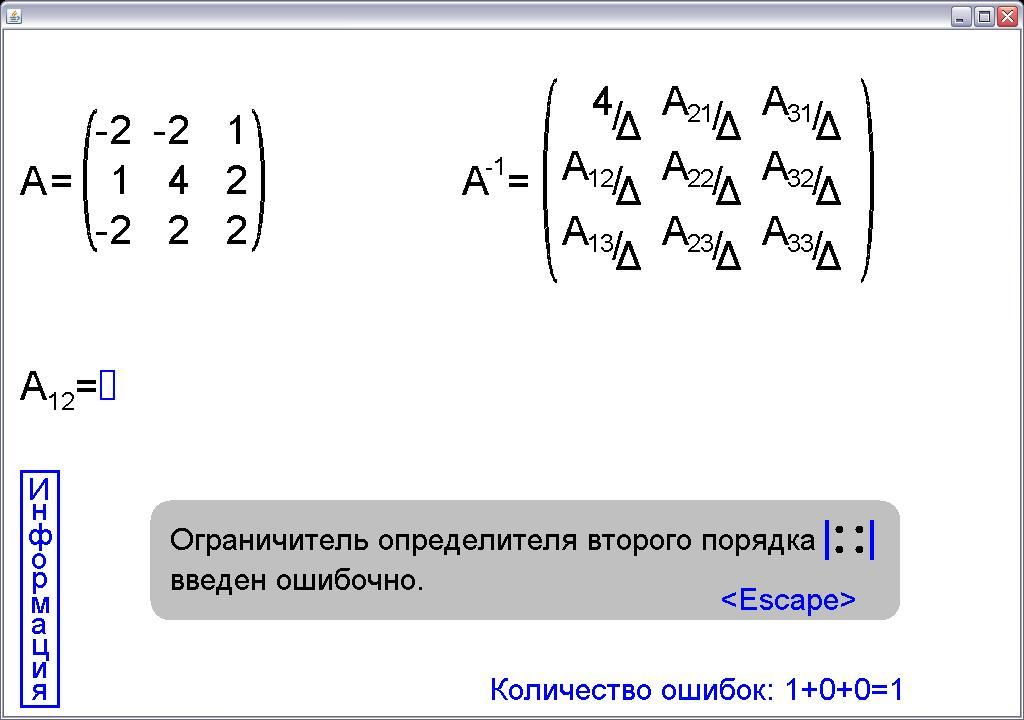 A= -2 -2 1
1 4 2
-2 2 2
A-1= 4/Δ A21/Δ A31/Δ
A12/Δ A22/Δ A32/Δ
A13/Δ A23/Δ A33/Δ
A12=
Информация
Ограничитель определителя второго порядка |::|
введен ошибочно.
<Escape>
Количество ошибок: 1+0+0=1